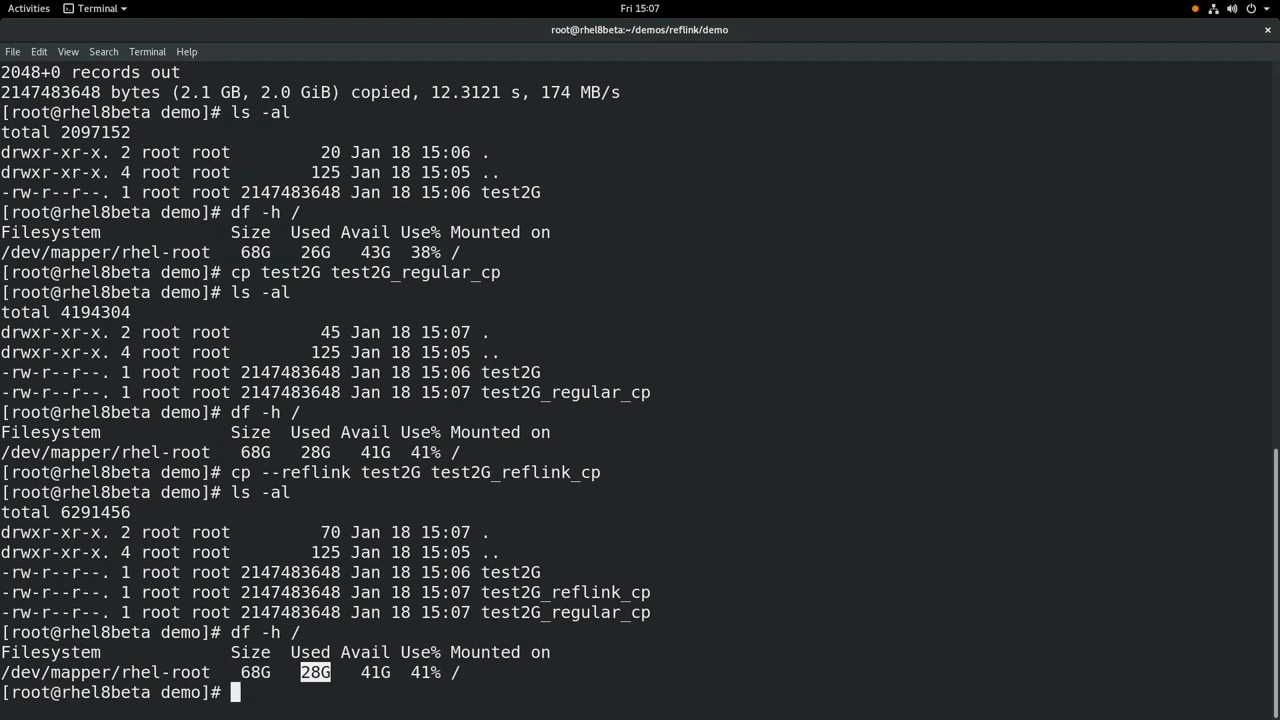 Activities Terminal Fri 15:07
root@rhel8beta:~/demos/reflink/demo ×
File Edit View Search Terminal Help
2048+0 records out
2147483648 bytes (2.1 GB, 2.0 GiB) copied, 12.3121 s, 174 MB/s
[root@rhel8beta demo]# ls -al
total 2097152
drwxr-xr-x. 2 root root         20 Jan 18 15:06 .
drwxr-xr-x. 4 root root        125 Jan 18 15:05 ..
-rw-r--r--. 1 root root 2147483648 Jan 18 15:06 test2G
[root@rhel8beta demo]# df -h /
Filesystem             Size  Used Avail Use% Mounted on
/dev/mapper/rhel-root   68G   26G   43G  38% /
[root@rhel8beta demo]# cp test2G test2G_regular_cp
[root@rhel8beta demo]# ls -al
total 4194304
drwxr-xr-x. 2 root root         45 Jan 18 15:07 .
drwxr-xr-x. 4 root root        125 Jan 18 15:05 ..
-rw-r--r--. 1 root root 2147483648 Jan 18 15:06 test2G
-rw-r--r--. 1 root root 2147483648 Jan 18 15:07 test2G_regular_cp
[root@rhel8beta demo]# df -h /
Filesystem             Size  Used Avail Use% Mounted on
/dev/mapper/rhel-root   68G   28G   41G  41% /
[root@rhel8beta demo]# cp --reflink test2G test2G_reflink_cp
[root@rhel8beta demo]# ls -al
total 6291456
drwxr-xr-x. 2 root root         70 Jan 18 15:07 .
drwxr-xr-x. 4 root root        125 Jan 18 15:05 ..
-rw-r--r--. 1 root root 2147483648 Jan 18 15:06 test2G
-rw-r--r--. 1 root root 2147483648 Jan 18 15:07 test2G_reflink_cp
-rw-r--r--. 1 root root 2147483648 Jan 18 15:07 test2G_regular_cp
[root@rhel8beta demo]# df -h /
Filesystem             Size  Used Avail Use% Mounted on
/dev/mapper/rhel-root   68G   28G   41G  41% /
[root@rhel8beta demo]#